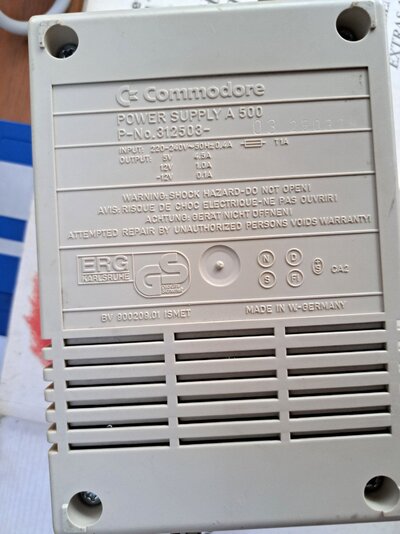 Commodore
POWER SUPPLY A 500
P-No.312503-
INPUT: 220-240V~50Hz 0.4A T1A
OUTPUT: 5V 4.3A
12V 1.0A
-12V 0.1A
WARNING:SHOCK HAZARD-DO NOT OPEN!
AVIS:RISQUE DE CHOC ELECTRIQUE-NE PAS OUVRIR!
ACHTUNG:GERÄT NICHT ÖFFNEN!
ATTEMPTED REPAIR BY UNAUTHORIZED PERSONS VOIDS WARRANTY!
ERG
KARLSRUHE
GS
N D
S FI
S
CA2
BV 900209.01 ISMET MADE IN W-GERMANY